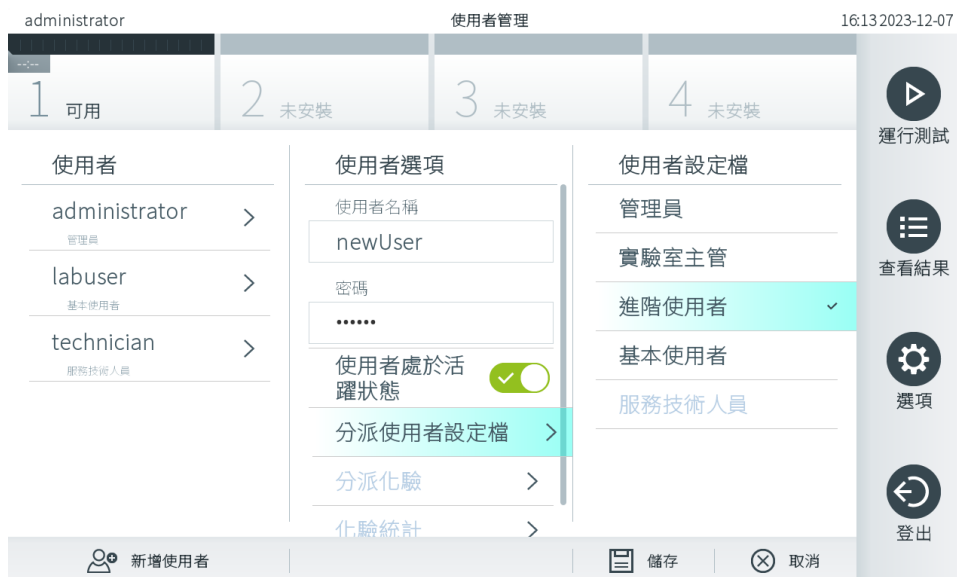 administrator
使用者管理
16:13 2023-12-07
--:--
1 可用
2 未安裝
3 未安裝
4 未安裝
使用者
administrator
管理員
labuser
基本使用者
technician
服務技術人員
使用者選項
使用者名稱
newUser
密碼
••••••
使用者處於活
躍狀態
分派使用者設定檔
分派化驗
化驗統計
使用者設定檔
管理員
實驗室主管
進階使用者
基本使用者
服務技術人員
運行測試
查看結果
選項
登出
新增使用者
儲存
取消